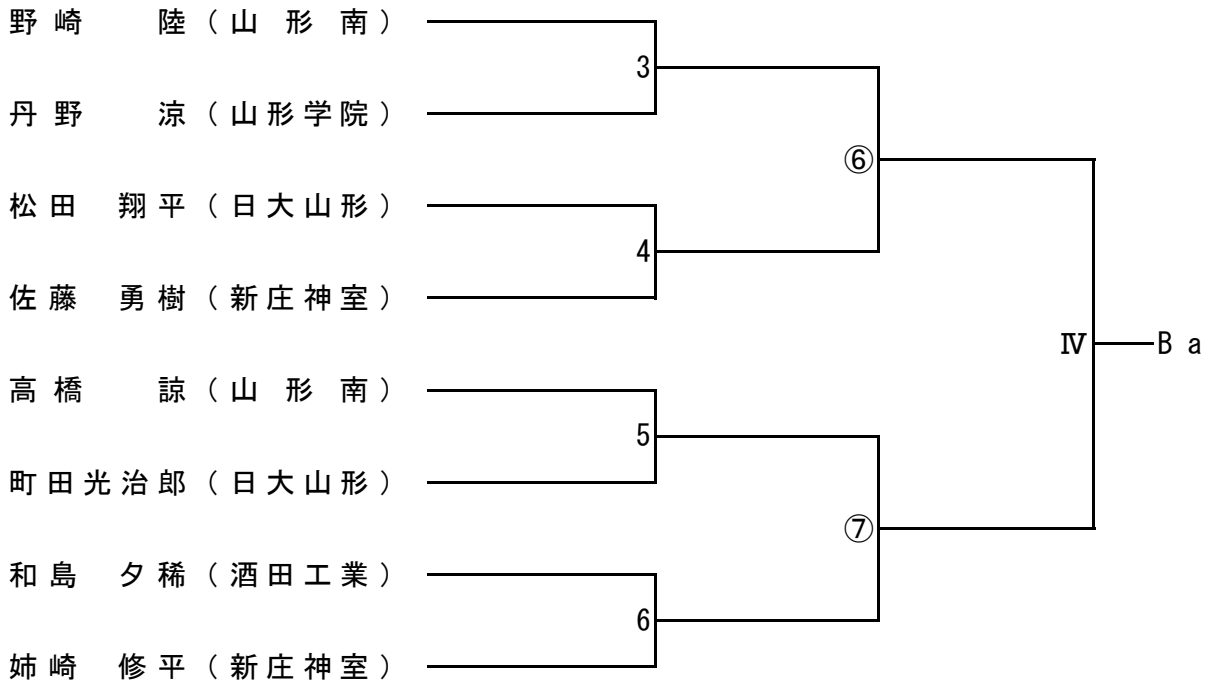 野崎　陸（山形南）
3
丹野　涼（山形学院）
⑥
松田　翔平（日大山形）
4
佐藤　勇樹（新庄神室）
Ⅳ Ba
高橋　諒（山形南）
5
町田光治郎（日大山形）
⑦
和島　夕稀（酒田工業）
6
姉崎　修平（新庄神室）